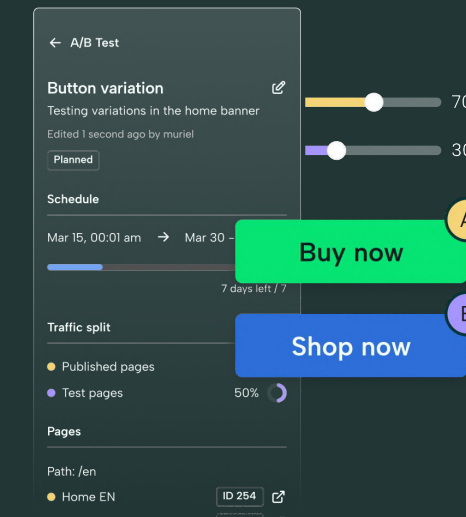 ← A/B Test
Button variation
Testing variations in the home banner
Edited 1 second ago by muriel
Planned
Schedule
Mar 15, 00:01 am → Mar 30 -
7 days left / 7
Traffic split
Published pages
Test pages 50%
Pages
Path: /en
Home EN ID 254
70
30
A
Buy now
B
Shop now